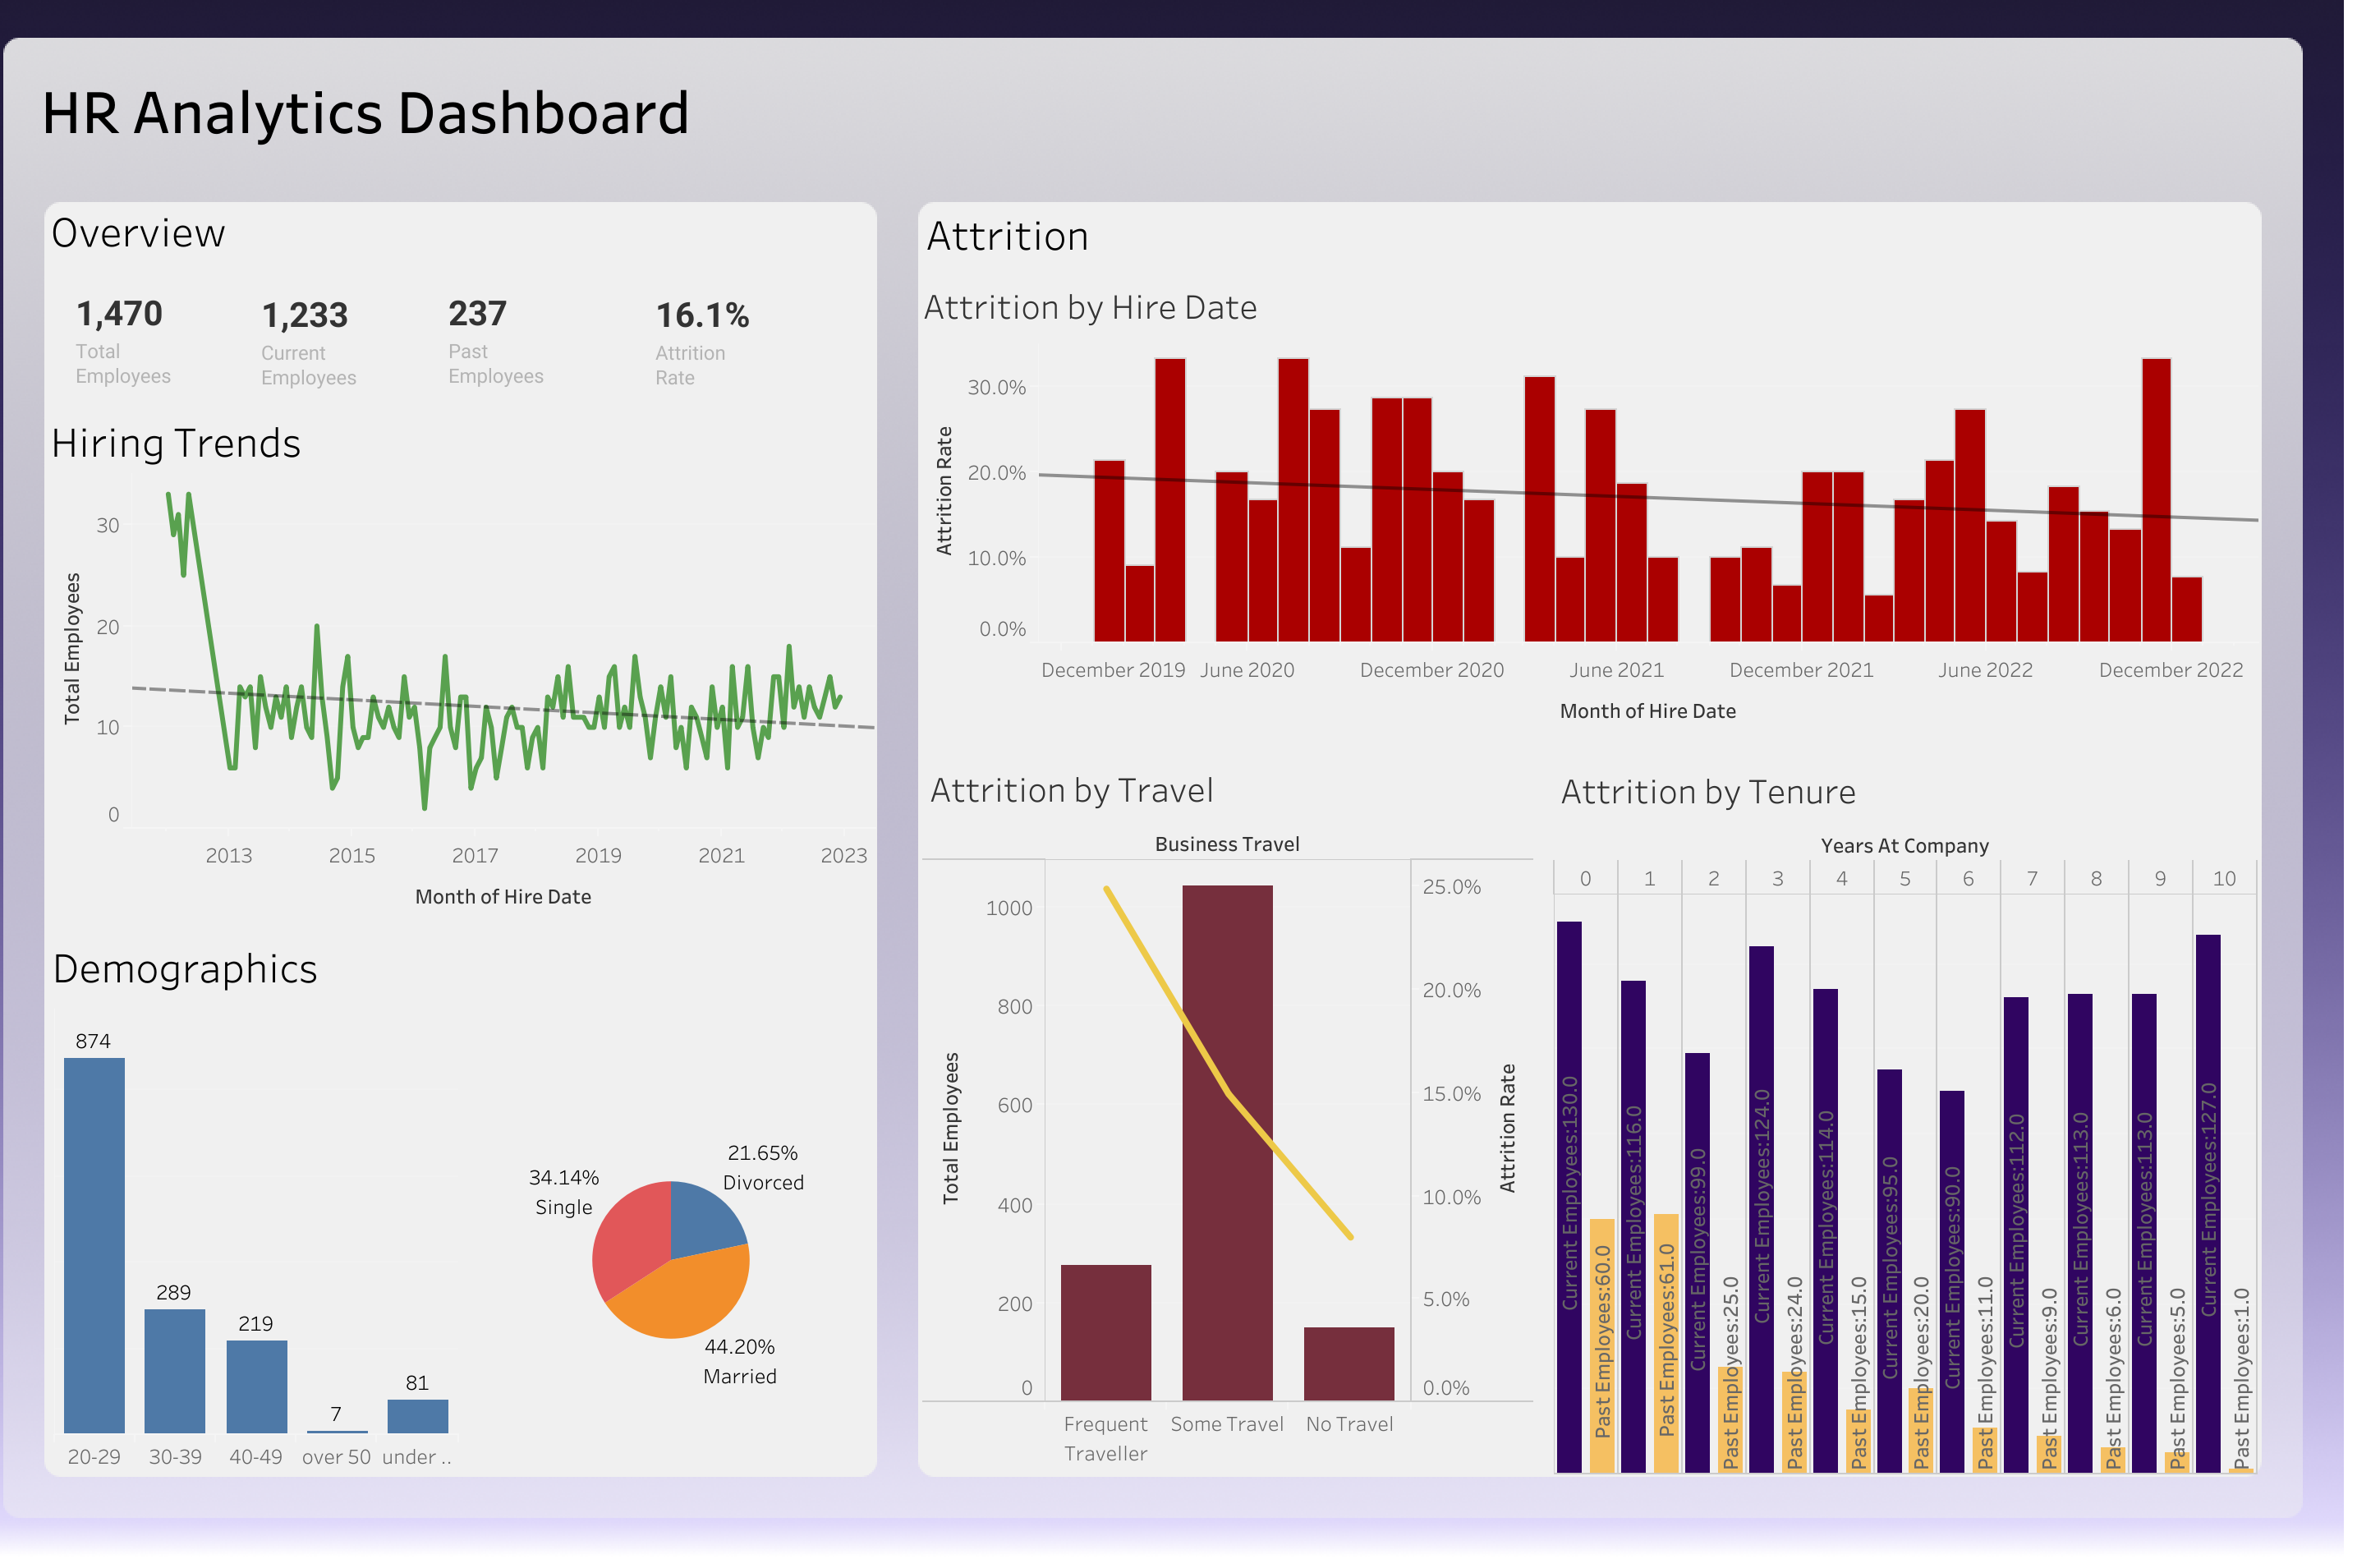 HR Analytics Dashboard
Overview
1,470
Total
Employees
1,233
Current
Employees
237
Past
Employees
16.1%
Attrition
Rate
Hiring Trends
Total Employees
30
20
10
0
2013
2015
2017
2019
2021
2023
Month of Hire Date
Demographics
874
289
219
7
81
20-29
30-39
40-49
over 50
under ..
34.14%
Single
21.65%
Divorced
44.20%
Married
Attrition
Attrition by Hire Date
Attrition Rate
30.0%
20.0%
10.0%
0.0%
December 2019
June 2020
December 2020
June 2021
December 2021
June 2022
December 2022
Month of Hire Date
Attrition by Travel
Business Travel
Total Employees
1000
800
600
400
200
0
25.0%
20.0%
15.0%
10.0%
5.0%
0.0%
Attrition Rate
Frequent
Traveller
Some Travel
No Travel
Attrition by Tenure
Years At Company
0
1
2
3
4
5
6
7
8
9
10
Current Employees:130.0
Past Employees:60.0
Current Employees:116.0
Past Employees:61.0
Current Employees:99.0
Past Employees:25.0
Current Employees:124.0
Past Employees:24.0
Current Employees:114.0
Past Employees:15.0
Current Employees:95.0
Past Employees:20.0
Current Employees:90.0
Past Employees:11.0
Current Employees:112.0
Past Employees:9.0
Current Employees:113.0
Past Employees:6.0
Current Employees:113.0
Past Employees:5.0
Current Employees:127.0
Past Employees:1.0